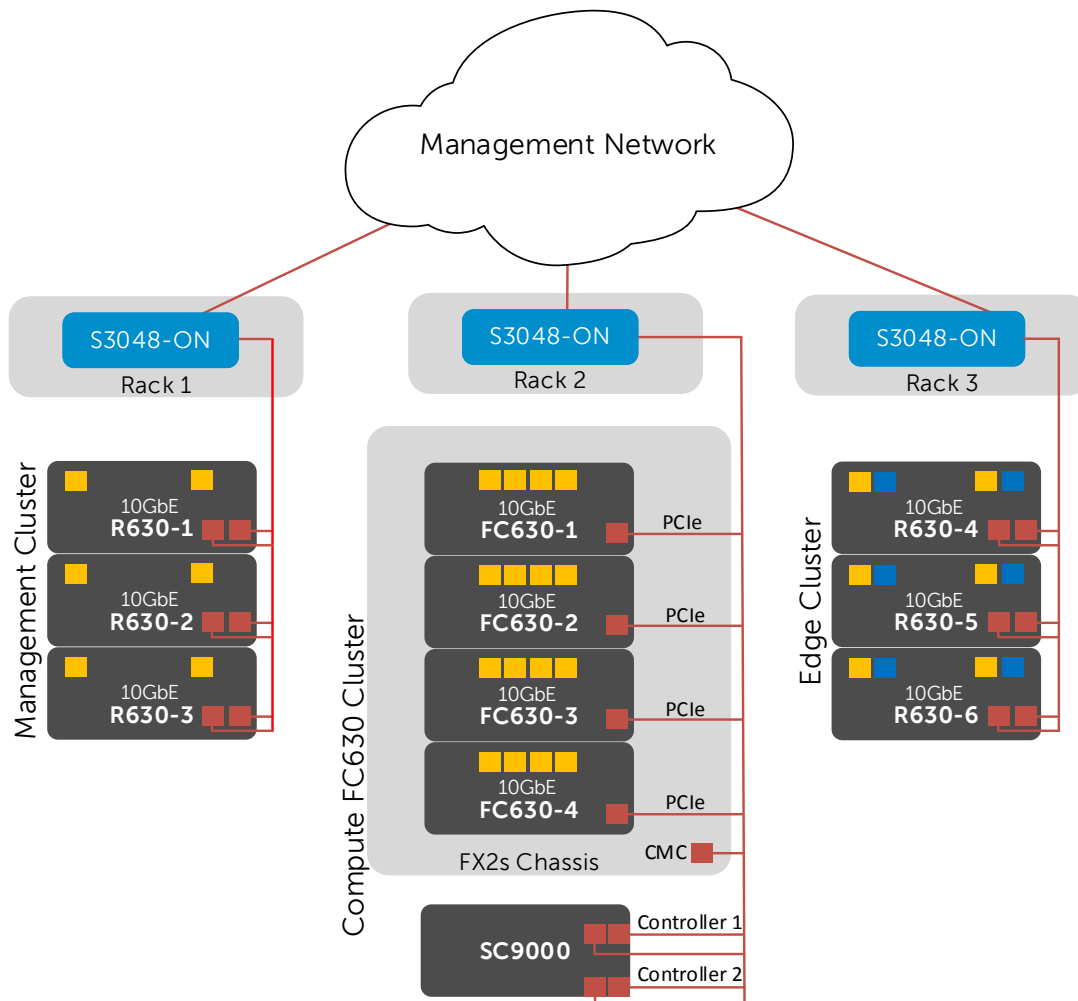 Management Network
S3048-ON
Rack 1
S3048-ON
Rack 2
S3048-ON
Rack 3
Management Cluster
10GbE
R630-1
10GbE
R630-2
10GbE
R630-3
Compute FC630 Cluster
10GbE
FC630-1
PCIe
10GbE
FC630-2
PCIe
10GbE
FC630-3
PCIe
10GbE
FC630-4
PCIe
CMC
FX2s Chassis
SC9000
Controller 1
Controller 2
Edge Cluster
10GbE
R630-4
10GbE
R630-5
10GbE
R630-6